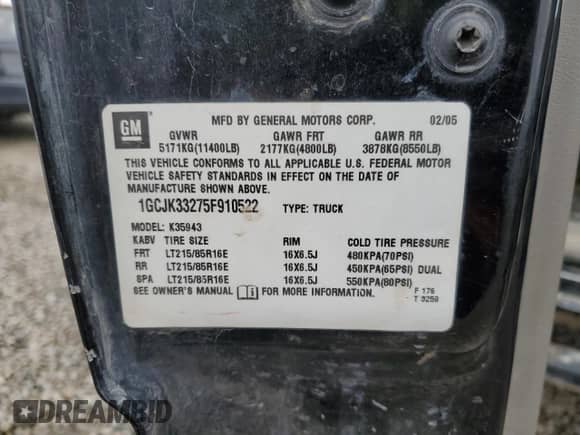 GM
MFD BY GENERAL MOTORS CORP. 02/05
GVWR GAWR FRT GAWR RR
5171KG(11400LB) 2177KG(4800LB) 3878KG(8550LB)
THIS VEHICLE CONFORMS TO ALL APPLICABLE U.S. FEDERAL MOTOR
VEHICLE SAFETY STANDARDS IN EFFECT ON THE DATE OF
MANUFACTURE SHOWN ABOVE.
1GCJK33275F910522 TYPE: TRUCK
MODEL: K35943
KABV TIRE SIZE RIM COLD TIRE PRESSURE
FRT LT215/85R16E 16X6.5J 480KPA(70PSI)
RR LT215/85R16E 16X6.5J 450KPA(65PSI) DUAL
SPA LT215/85R16E 16X6.5J 550KPA(80PSI)
SEE OWNER'S MANUAL FOR MORE INFORMATION.
F 176
T 9259
DREAMBID